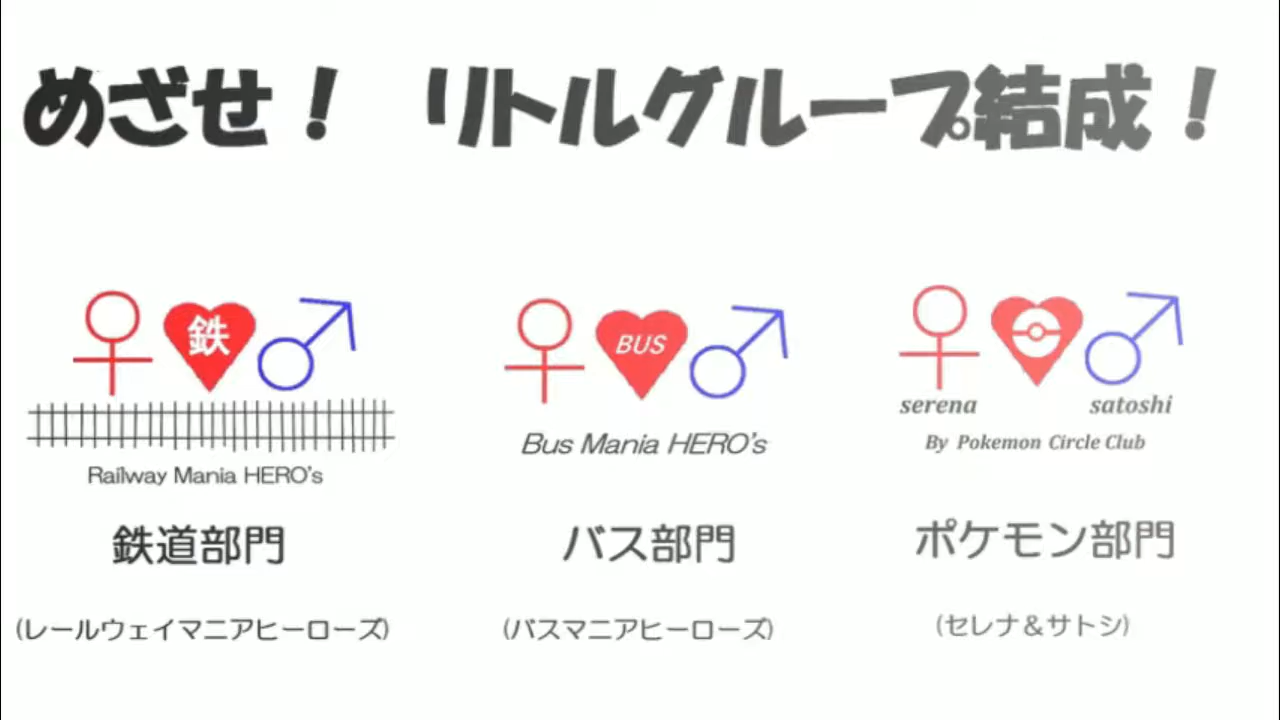 めざせ！ リトルグループ結成！
鉄
Railway Mania HERO's
鉄道部門
(レールウェイマニアヒーローズ)
BUS
Bus Mania HERO's
バス部門
(バスマニアヒーローズ)
serena satoshi
By Pokemon Circle Club
ポケモン部門
(セレナ＆サトシ)